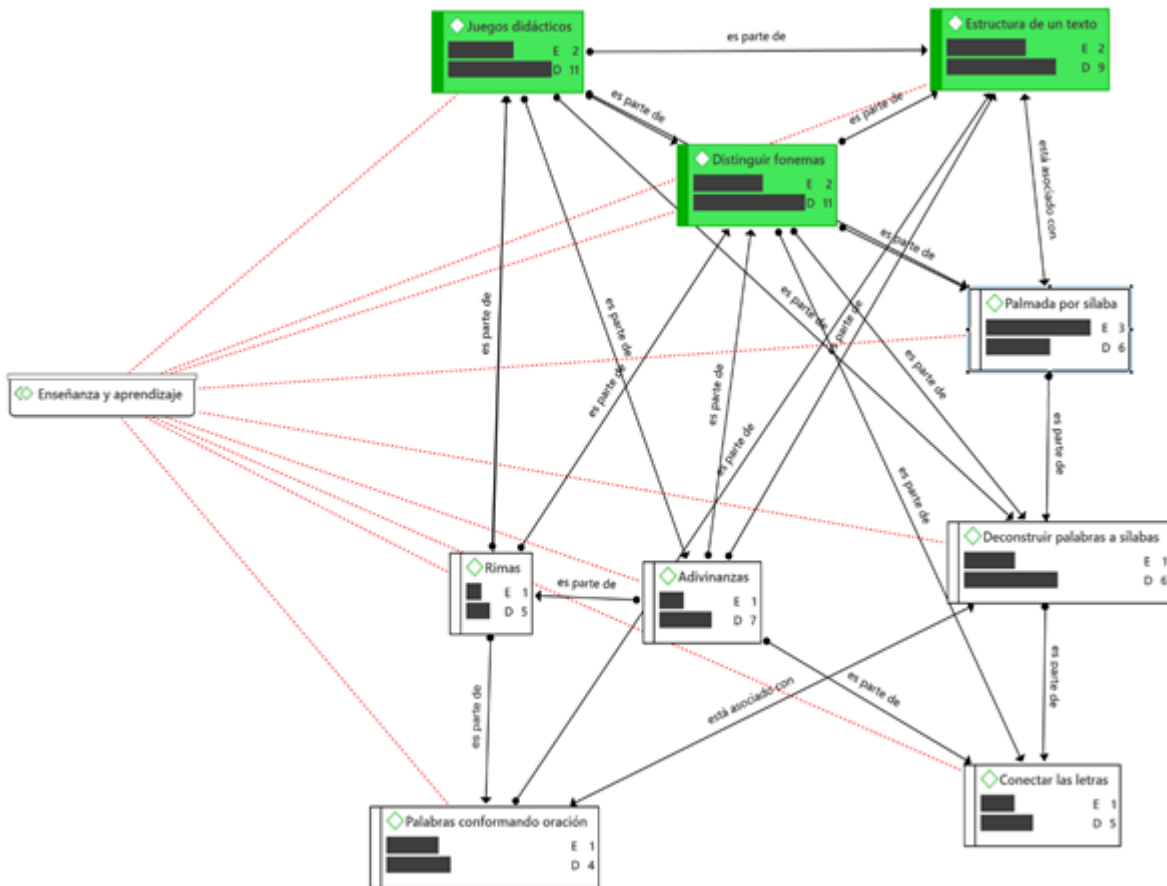 Juegos didácticos
E 2
D 11
Estructura de un texto
E 2
D 9
es parte de
es parte de
es parte de
Distinguir fonemas
E 2
D 11
está asociado con
es parte de
Palmada por sílaba
E 3
D 6
es parte de
es parte de
es parte de
es parte de
es parte de
Enseñanza y aprendizaje
es parte de
es parte de
es parte de
es parte de
es parte de
Deconstruir palabras a sílabas
E 1
D 6
Rimas
E 1
D 5
es parte de
Adivinanzas
E 1
D 7
es parte de
es parte de
está asociado con
es parte de
Conectar las letras
E 1
D 5
Palabras conformando oración
E 1
D 4